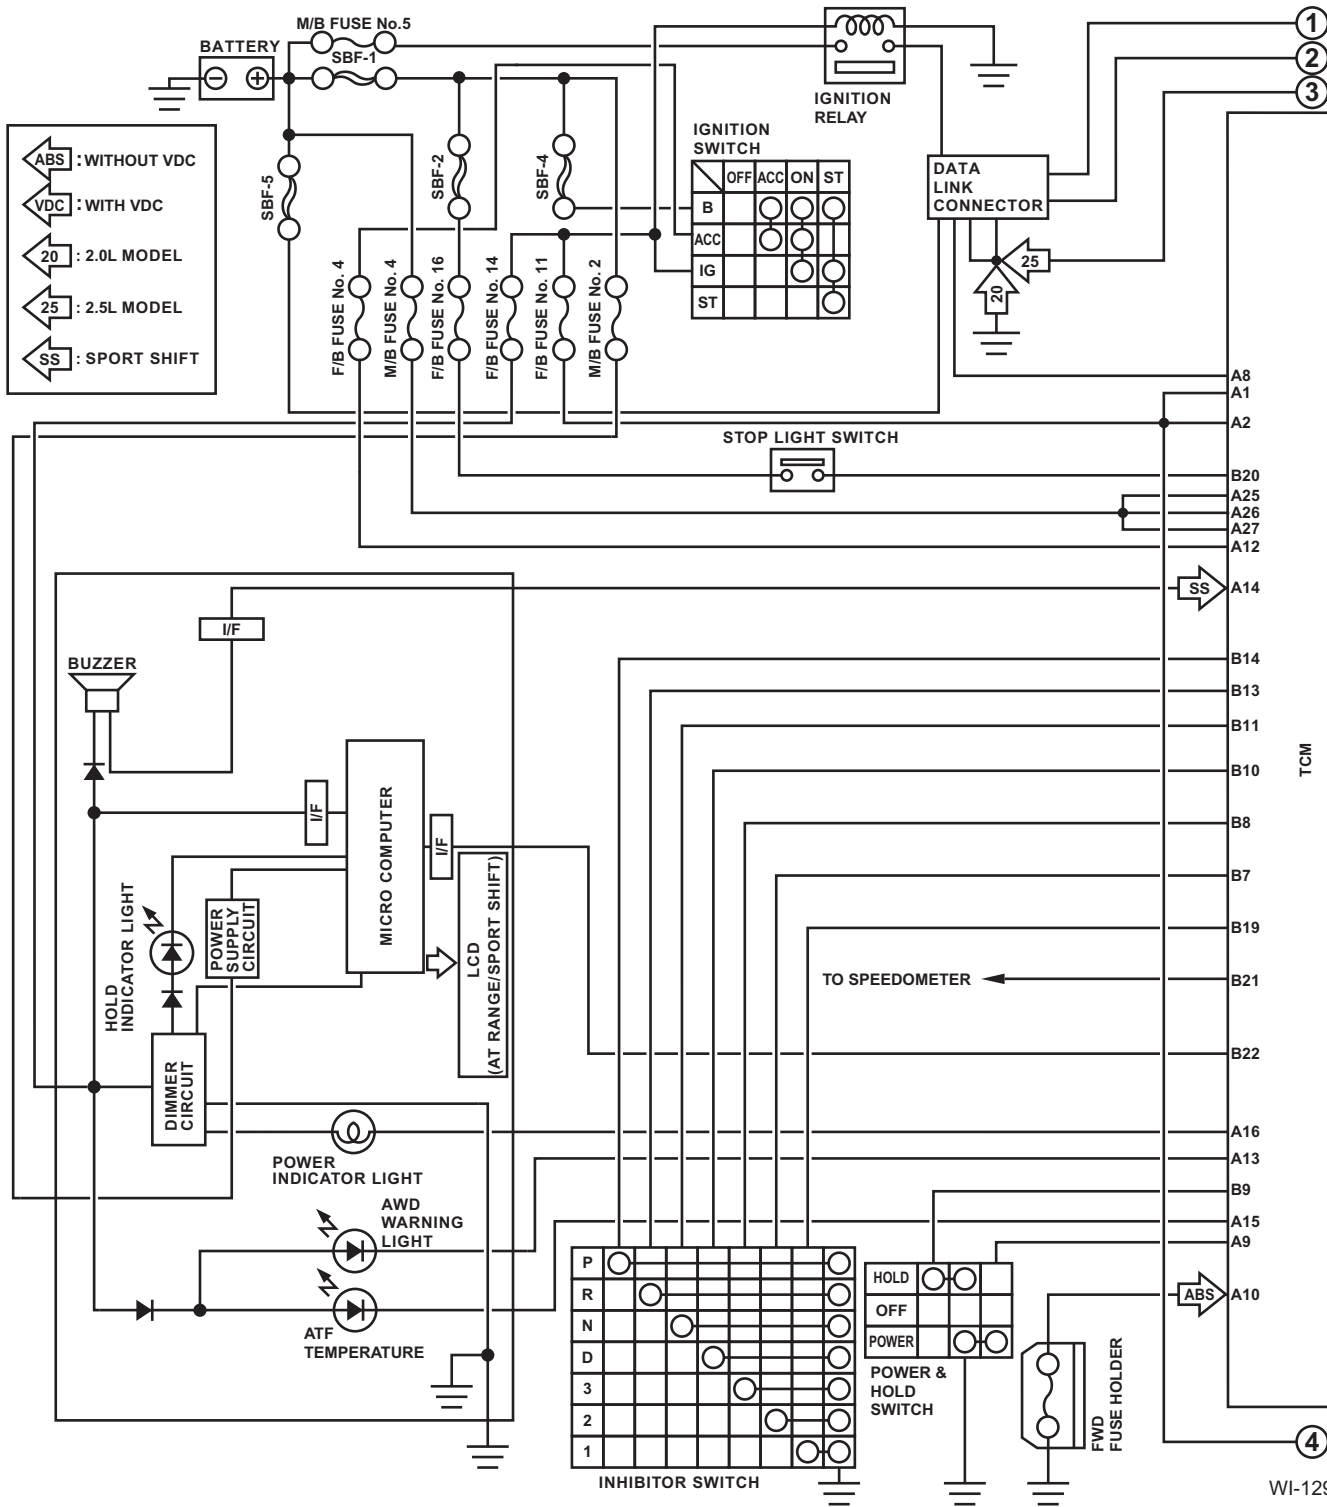 M/B FUSE No.5
BATTERY
SBF-1
IGNITION
RELAY
1
2
3
ABS : WITHOUT VDC
VDC : WITH VDC
20 : 2.0L MODEL
25 : 2.5L MODEL
SS : SPORT SHIFT
SBF-5
SBF-2
SBF-4
IGNITION
SWITCH
OFF ACC ON ST
B
ACC
IG
ST
DATA
LINK
CONNECTOR
25
20
F/B FUSE No. 4
M/B FUSE No. 4
F/B FUSE No. 16
F/B FUSE No. 14
F/B FUSE No. 11
M/B FUSE No. 2
STOP LIGHT SWITCH
A8
A1
A2
B20
A25
A26
A27
A12
SS
A14
B14
B13
B11
B10
B8
B7
B19
B21
B22
A16
A13
B9
A15
A9
ABS
A10
TCM
I/F
BUZZER
I/F
MICRO COMPUTER
I/F
LCD
(AT RANGE/SPORT SHIFT)
HOLD
INDICATOR LIGHT
POWER
SUPPLY
CIRCUIT
TO SPEEDOMETER
DIMMER
CIRCUIT
POWER
INDICATOR LIGHT
AWD
WARNING
LIGHT
ATF
TEMPERATURE
P
R
N
D
3
2
1
INHIBITOR SWITCH
HOLD
OFF
POWER
POWER &
HOLD
SWITCH
FWD
FUSE HOLDER
4
WI-129